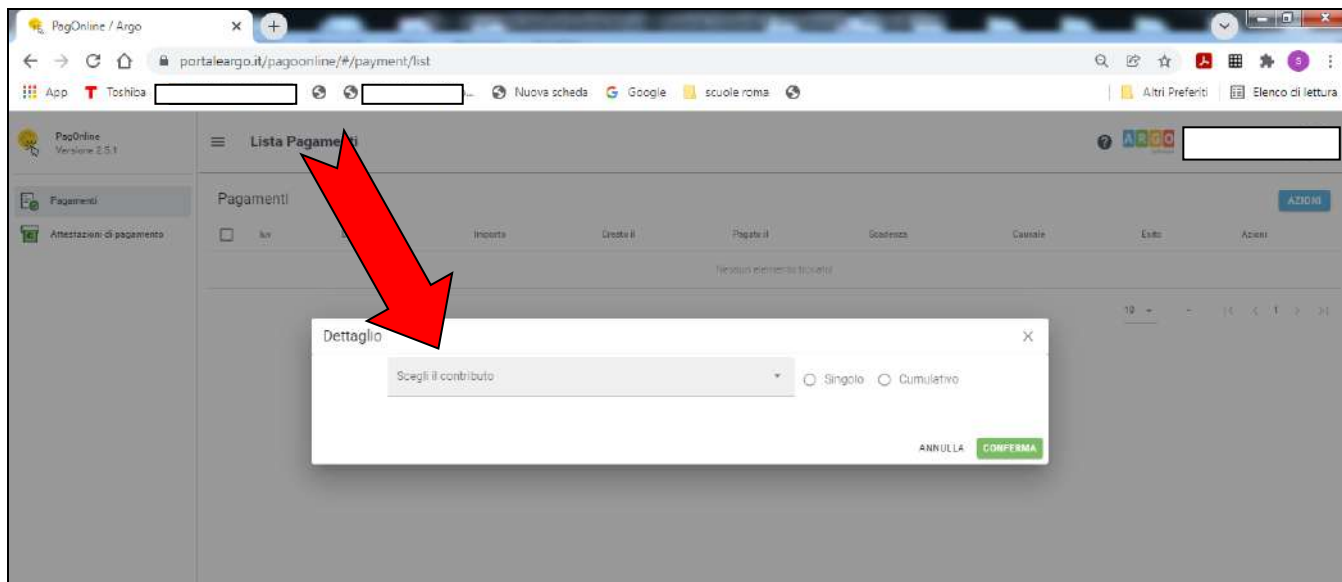 PagOnline / Argo
portaleargo.it/pagoonline/#/payment/list
App
Toshiba
Nuova scheda
Google
scuole roma
Altri Preferiti
Elenco di lettura
PagOnline
Versione 2.5.1
Lista Pagamenti
ARGO
Pagamenti
Attestazioni di pagamento
Pagamenti
AZIONI
Iuv
Importo
Creato il
Pagato il
Scadenza
Causale
Esito
Azioni
Nessun elemento trovato!
10
1
Dettaglio
Scegli il contributo
Singolo
Cumulativo
ANNULLA
CONFERMA